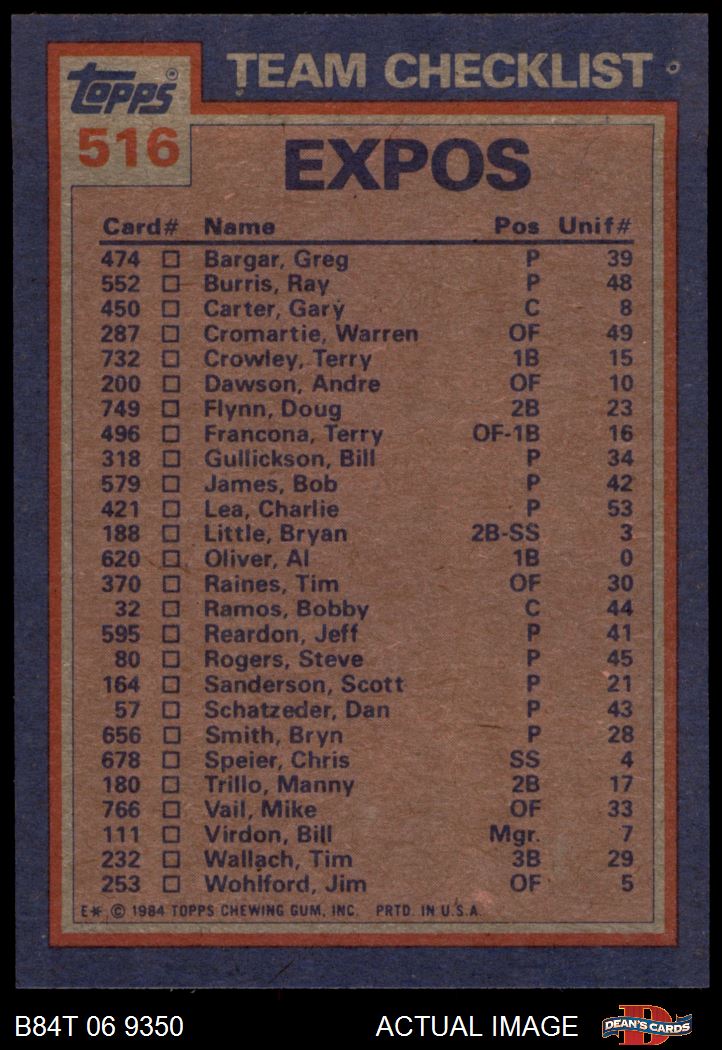 TEAM CHECKLIST
Topps®
516
EXPOS
Card# Name Pos Unif#
474 Bargar, Greg P 39
552 Burris, Ray P 48
450 Carter, Gary C 8
287 Cromartie, Warren OF 49
732 Crowley, Terry 1B 15
200 Dawson, Andre OF 10
749 Flynn, Doug 2B 23
496 Francona, Terry OF-1B 16
318 Gullickson, Bill P 34
579 James, Bob P 42
421 Lea, Charlie P 53
188 Little, Bryan 2B-SS 3
620 Oliver, Al 1B 0
370 Raines, Tim OF 30
32 Ramos, Bobby C 44
595 Reardon, Jeff P 41
80 Rogers, Steve P 45
164 Sanderson, Scott P 21
57 Schatzeder, Dan P 43
656 Smith, Bryn P 28
678 Speier, Chris SS 4
180 Trillo, Manny 2B 17
766 Vail, Mike OF 33
111 Virdon, Bill Mgr. 7
232 Wallach, Tim 3B 29
253 Wohlford, Jim OF 5
E* © 1984 TOPPS CHEWING GUM, INC. PRTD. IN U.S.A.
B84T 06 9350 ACTUAL IMAGE D DEAN'S CARDS